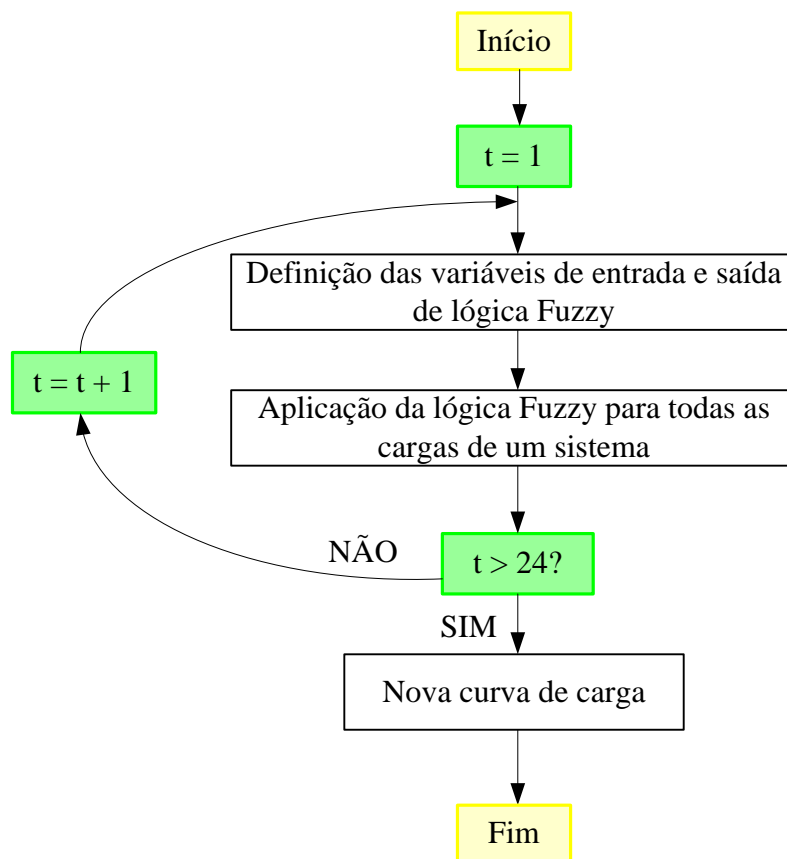 Início
t = 1
Definição das variáveis de entrada e saída
de lógica Fuzzy
t = t + 1
Aplicação da lógica Fuzzy para todas as
cargas de um sistema
NÃO
t > 24?
SIM
Nova curva de carga
Fim